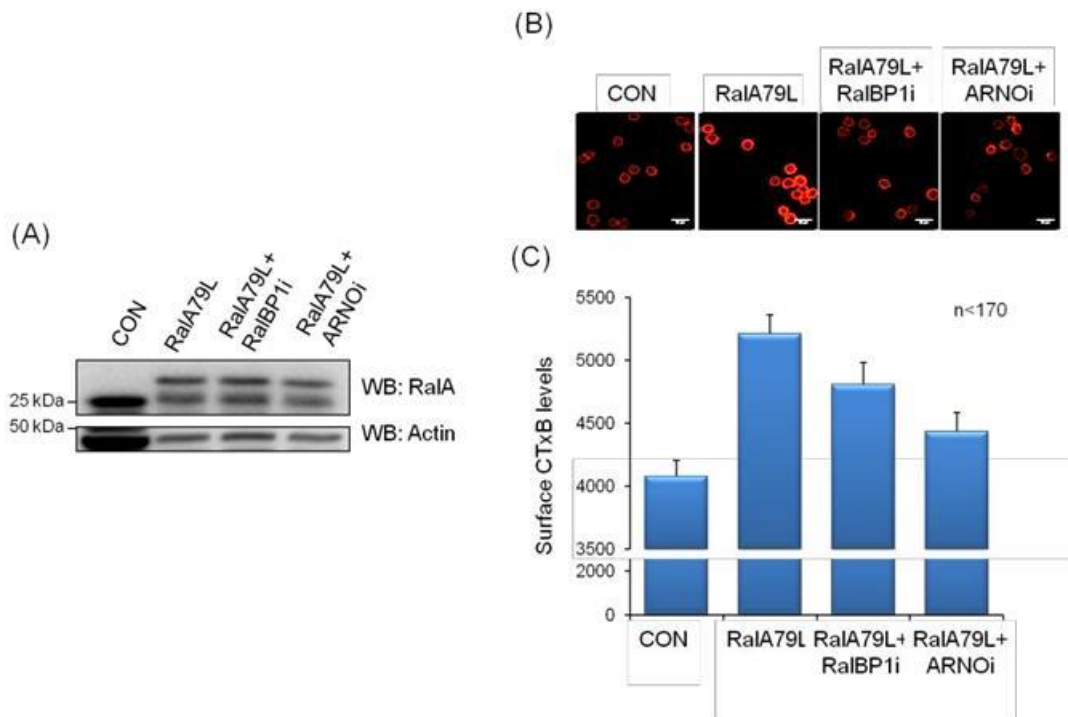 (B)
CON
RalA79L
RalA79L+
RalBP1i
RalA79L+
ARNOi
(A)
CON
RalA79L
RalA79L+
RalBP1i
RalA79L+
ARNOi
25 kDa
WB: RalA
50 kDa
WB: Actin
(C)
n<170
Surface CTxB levels
5500
5000
4500
4000
3500
2000
0
CON
RalA79L
RalA79L+
RalBP1i
RalA79L+
ARNOi